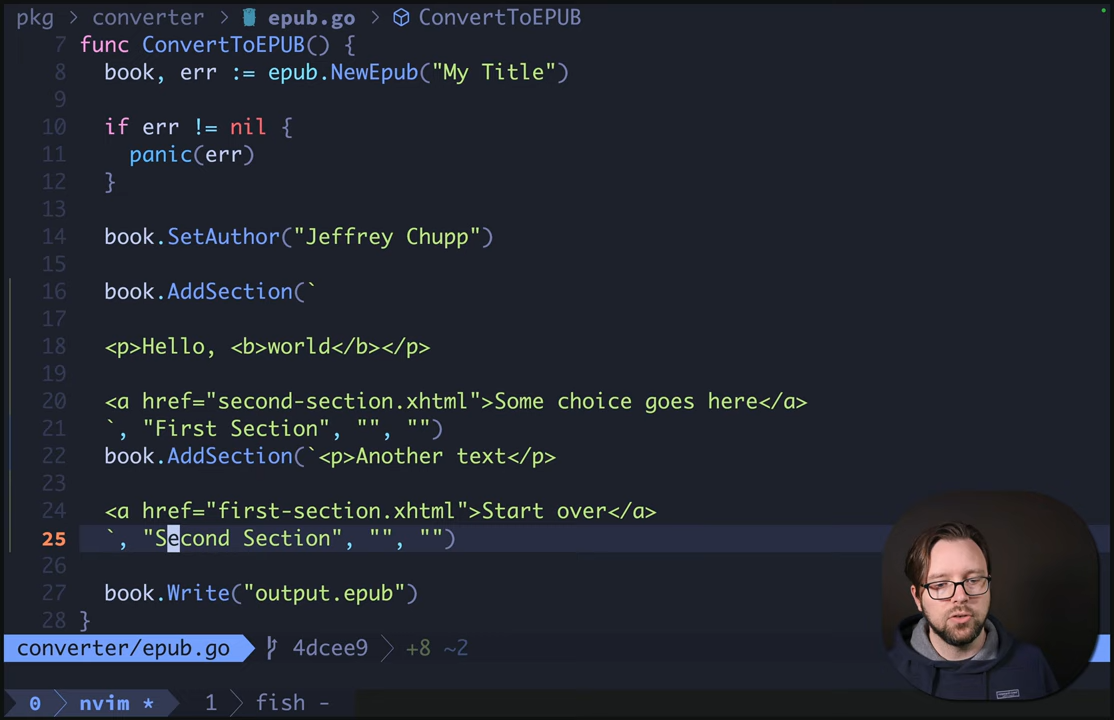 pkg > converter > epub.go > ConvertToEPUB
7 func ConvertToEPUB() {
8 book, err := epub.NewEpub("My Title")
9
10 if err != nil {
11 panic(err)
12 }
13
14 book.SetAuthor("Jeffrey Chupp")
15
16 book.AddSection(`
17
18 <p>Hello, <b>world</b></p>
19
20 <a href="second-section.xhtml">Some choice goes here</a>
21 `, "First Section", "", "")
22 book.AddSection(`<p>Another text</p>
23
24 <a href="first-section.xhtml">Start over</a>
25 `, "Second Section", "", "")
26
27 book.Write("output.epub")
28 }
converter/epub.go 4dcee9 > +8 ~2
0 > nvim * 1 > fish -